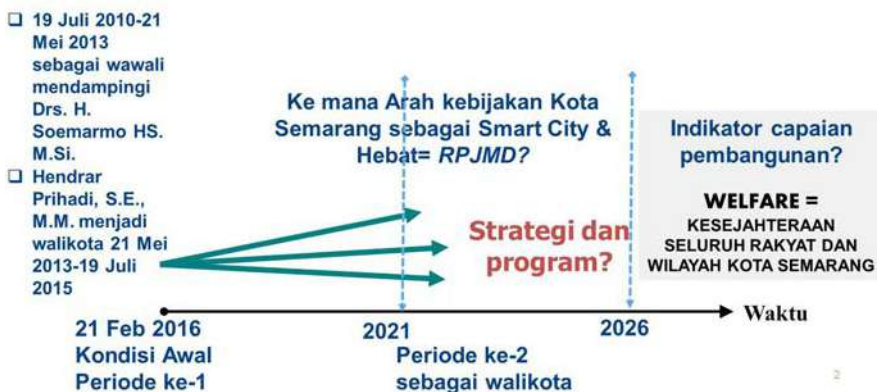 ❑ 19 Juli 2010-21
Mei 2013
sebagai wawali
mendampingi
Drs. H.
Soemarmo HS.
M.Si.
❑ Hendrar
Prihadi, S.E.,
M.M. menjadi
walikota 21 Mei
2013-19 Juli
2015
Ke mana Arah kebijakan Kota
Semarang sebagai Smart City &
Hebat= RPJMD?
Strategi dan
program?
Indikator capaian
pembangunan?
WELFARE =
KESEJAHTERAAN
SELURUH RAKYAT DAN
WILAYAH KOTA SEMARANG
Waktu
21 Feb 2016
Kondisi Awal
Periode ke-1
2021
Periode ke-2
sebagai walikota
2026
2